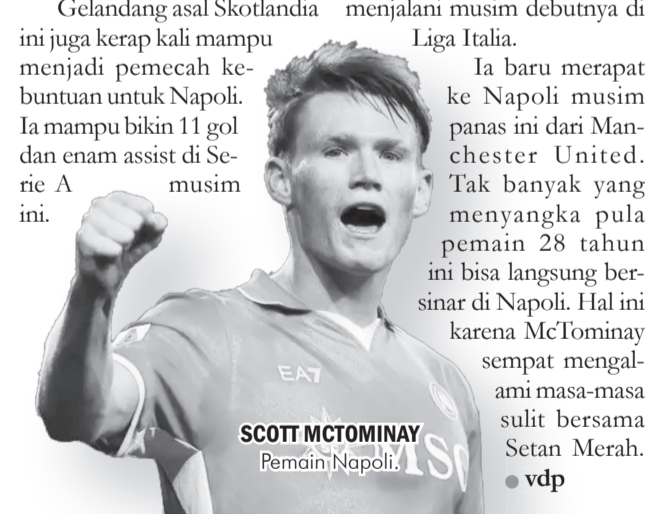 Gelandang asal Skotlandia
ini juga kerap kali mampu
menjadi pemecah ke-
buntuan untuk Napoli.
Ia mampu bikin 11 gol
dan enam assist di Se-
rie A musim
ini.
menjalani musim debutnya di
Liga Italia.
Ia baru merapat
ke Napoli musim
panas ini dari Man-
chester United.
Tak banyak yang
menyangka pula
pemain 28 tahun
ini bisa langsung ber-
sinar di Napoli. Hal ini
karena McTominay
sempat mengal-
ami masa-masa
sulit bersama
Setan Merah.
● vdp
EA7
MSC
SCOTT MCTOMINAY
Pemain Napoli.